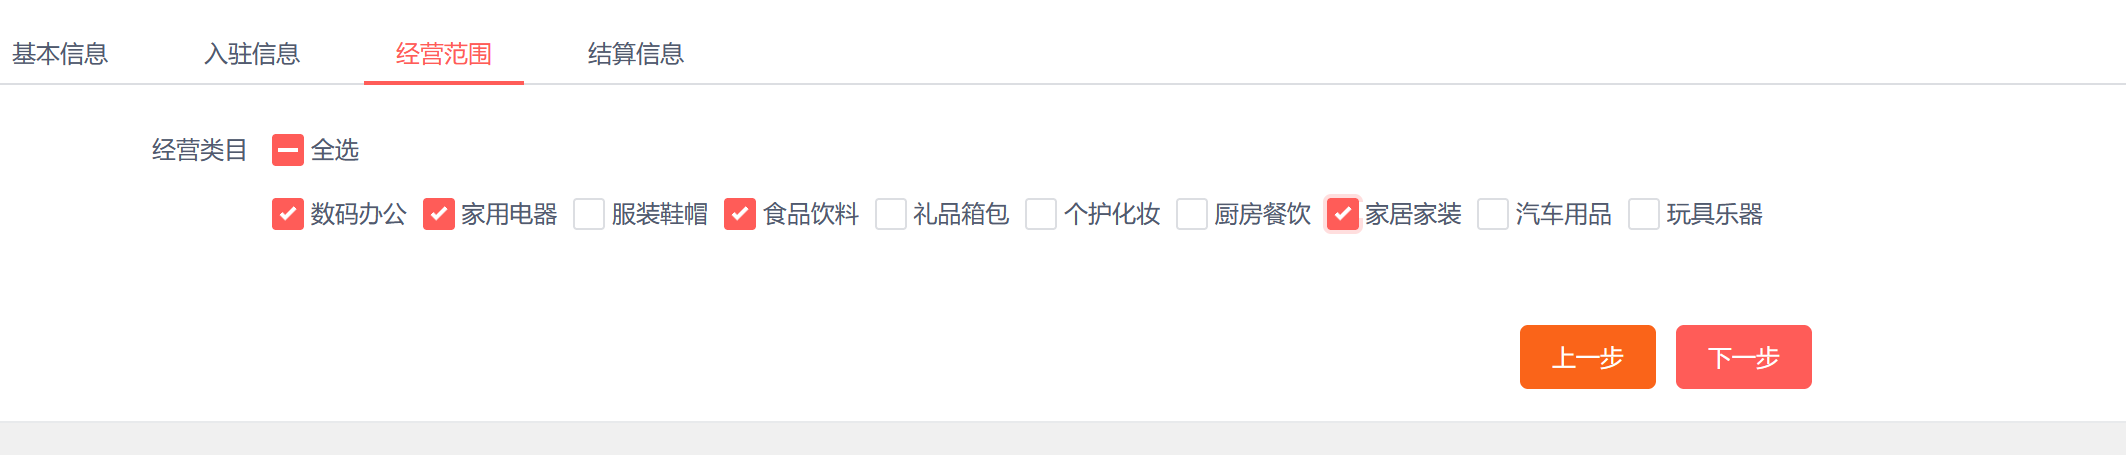 基本信息 入驻信息 经营范围 结算信息
经营类目 全选
数码办公 家用电器 服装鞋帽 食品饮料 礼品箱包 个护化妆 厨房餐饮 家居家装 汽车用品 玩具乐器
上一步 下一步